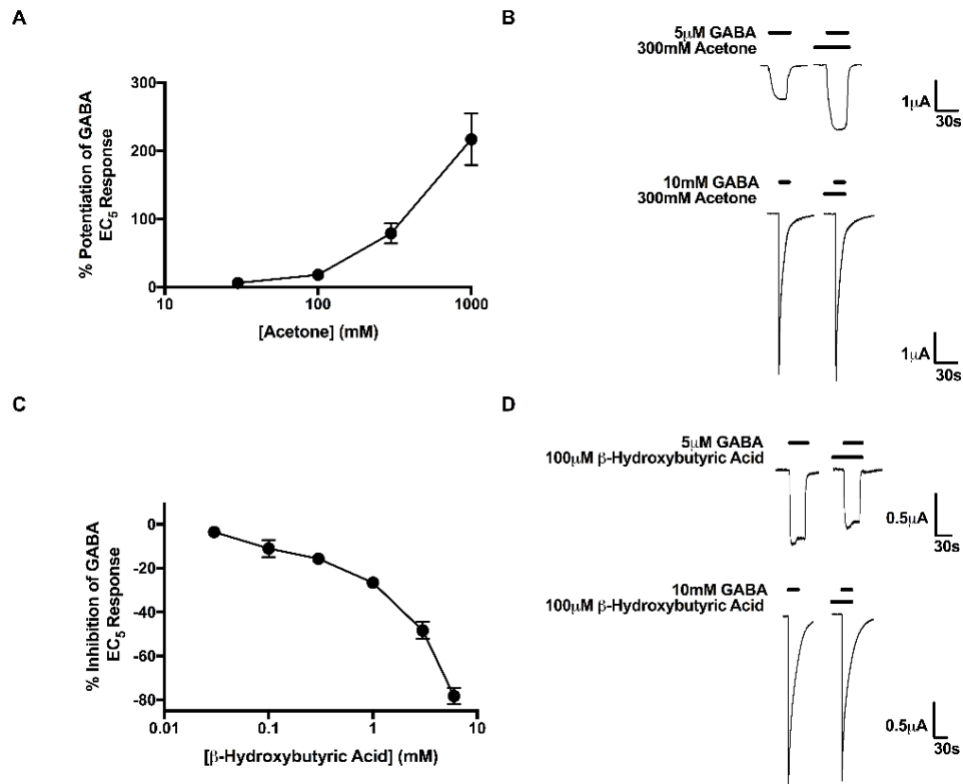 A
% Potentiation of GABA
EC₅ Response
300
200
100
0
10
100
1000
[Acetone] (mM)
B
5μM GABA
300mM Acetone
1μA
30s
10mM GABA
300mM Acetone
1μA
30s
C
% Inhibition of GABA
EC₅ Response
0
-20
-40
-60
-80
0.01
0.1
1
10
[β-Hydroxybutyric Acid] (mM)
D
5μM GABA
100μM β-Hydroxybutyric Acid
0.5μA
30s
10mM GABA
100μM β-Hydroxybutyric Acid
0.5μA
30s